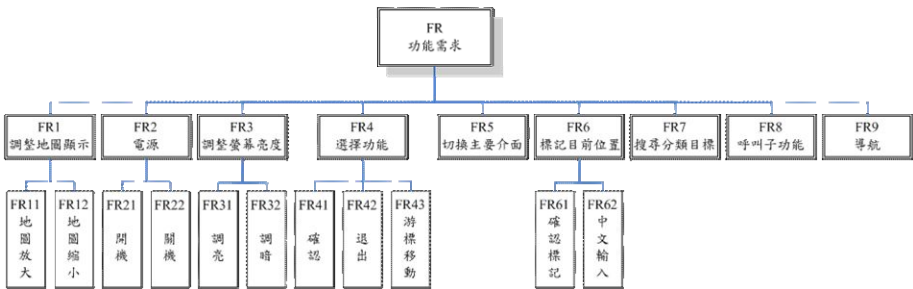 FR
功能需求
FR1
調整地圖顯示
FR2
電源
FR3
調整螢幕亮度
FR4
選擇功能
FR5
切換主要介面
FR6
標記目前位置
FR7
搜尋分類目標
FR8
呼叫子功能
FR9
導航
FR11
地圖放大
FR12
地圖縮小
FR21
開機
FR22
關機
FR31
調亮
FR32
調暗
FR41
確認
FR42
退出
FR43
游標移動
FR61
確認標記
FR62
中文輸入